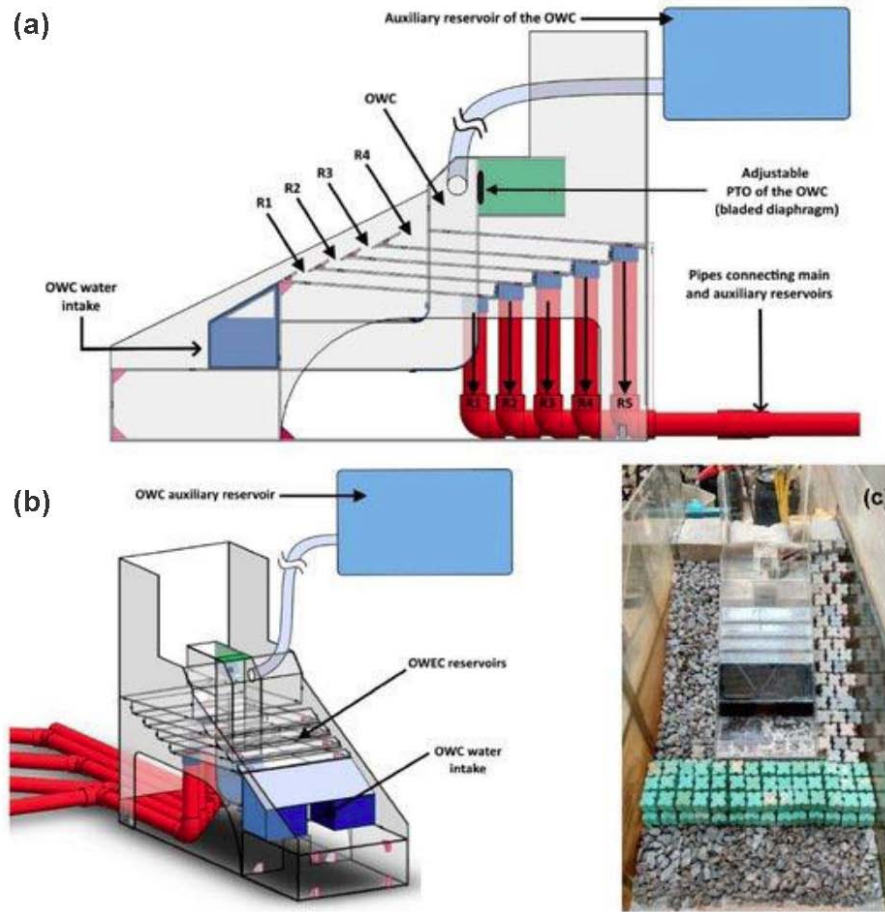 (a)
Auxiliary reservoir of the OWC
OWC
R4
R3
R2
R1
Adjustable
PTO of the OWC
(bladed diaphragm)
OWC water
intake
Pipes connecting main
and auxiliary reservoirs
R1 R2 R3 R4 R5
(b)
OWC auxiliary reservoir
(c)
OWEC reservoirs
OWC water
intake